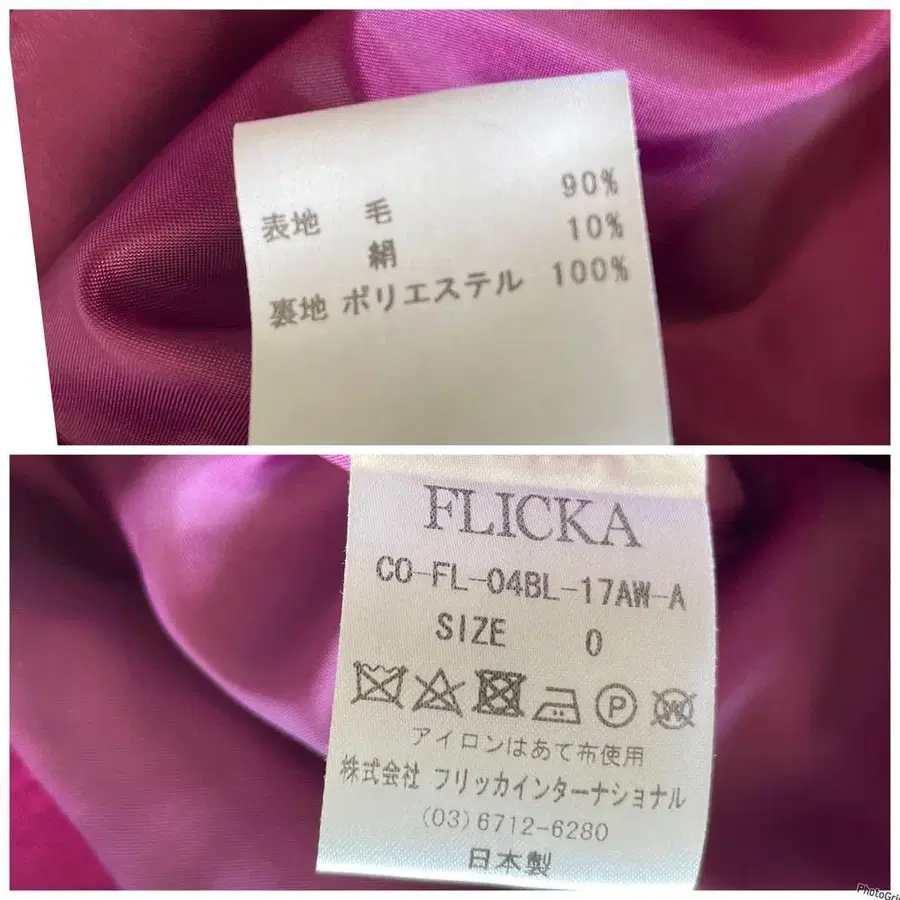 表地 毛 90%
絹 10%
裏地 ポリエステル 100%
FLICKA
CO-FL-04BL-17AW-A
SIZE 0
P
W
アイロンはあて布使用
株式会社 フリッカインターナショナル
(03)6712-6280
日本製